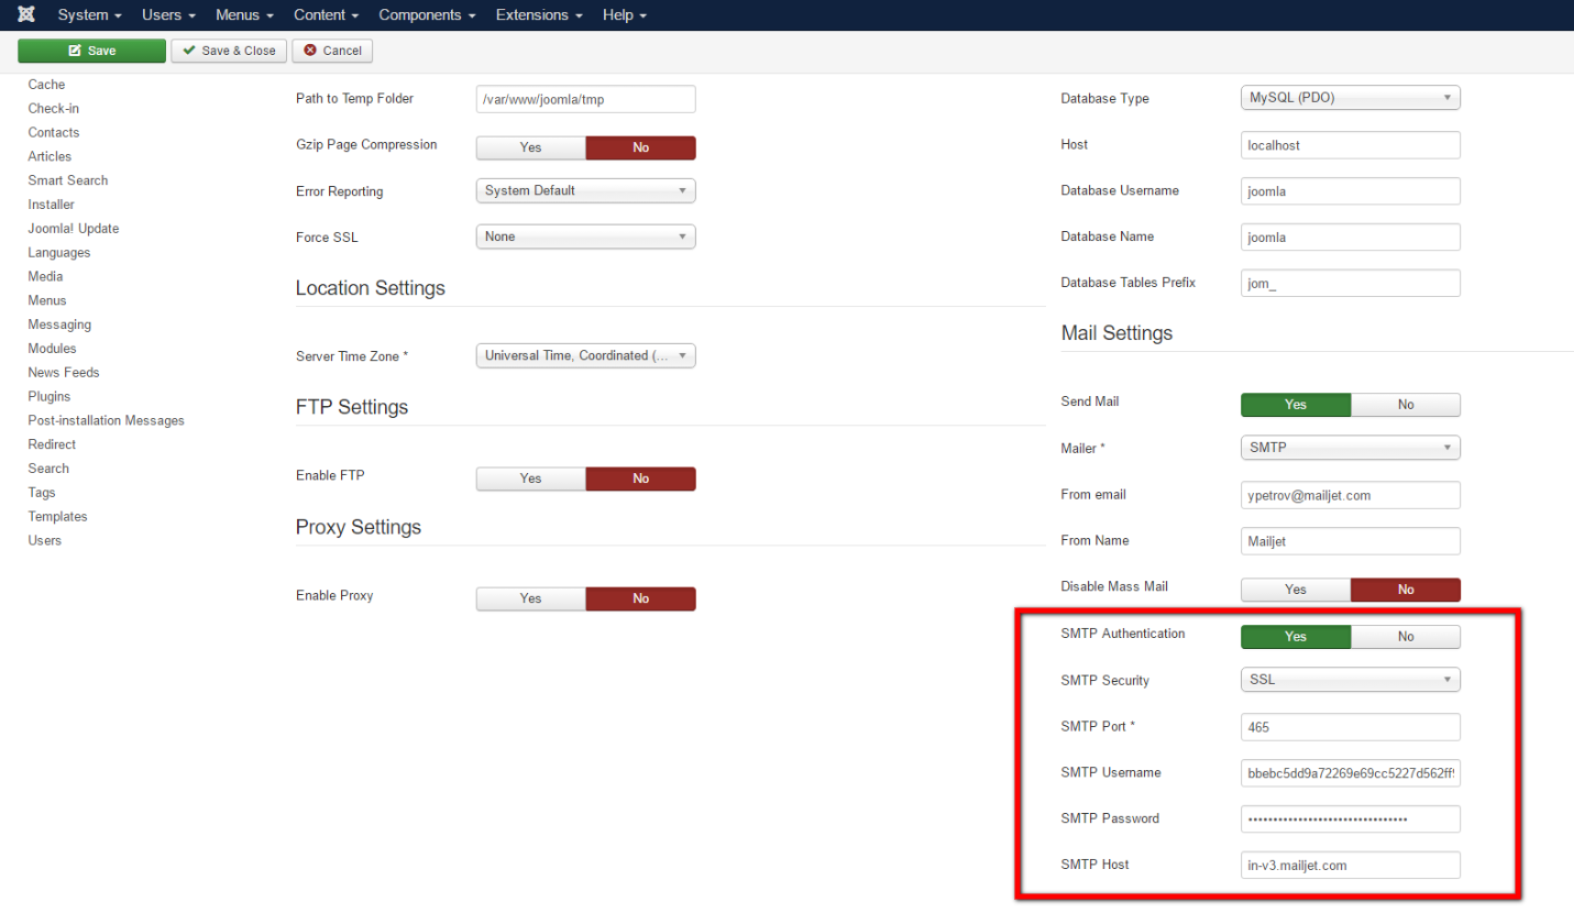 System Users Menus Content Components Extensions Help
Save Save & Close Cancel
Cache
Check-in
Contacts
Articles
Smart Search
Installer
Joomla! Update
Languages
Media
Menus
Messaging
Modules
News Feeds
Plugins
Post-installation Messages
Redirect
Search
Tags
Templates
Users
Path to Temp Folder /var/www/joomla/tmp
Gzip Page Compression Yes No
Error Reporting System Default
Force SSL None
Location Settings
Server Time Zone * Universal Time, Coordinated (...
FTP Settings
Enable FTP Yes No
Proxy Settings
Enable Proxy Yes No
Database Type MySQL (PDO)
Host localhost
Database Username joomla
Database Name joomla
Database Tables Prefix jom_
Mail Settings
Send Mail Yes No
Mailer * SMTP
From email ypetrov@mailjet.com
From Name Mailjet
Disable Mass Mail Yes No
SMTP Authentication Yes No
SMTP Security SSL
SMTP Port * 465
SMTP Username bbebc5dd9a72269e69cc5227d562ff
SMTP Password ••••••••••••••••••••••••••••••••
SMTP Host in-v3.mailjet.com